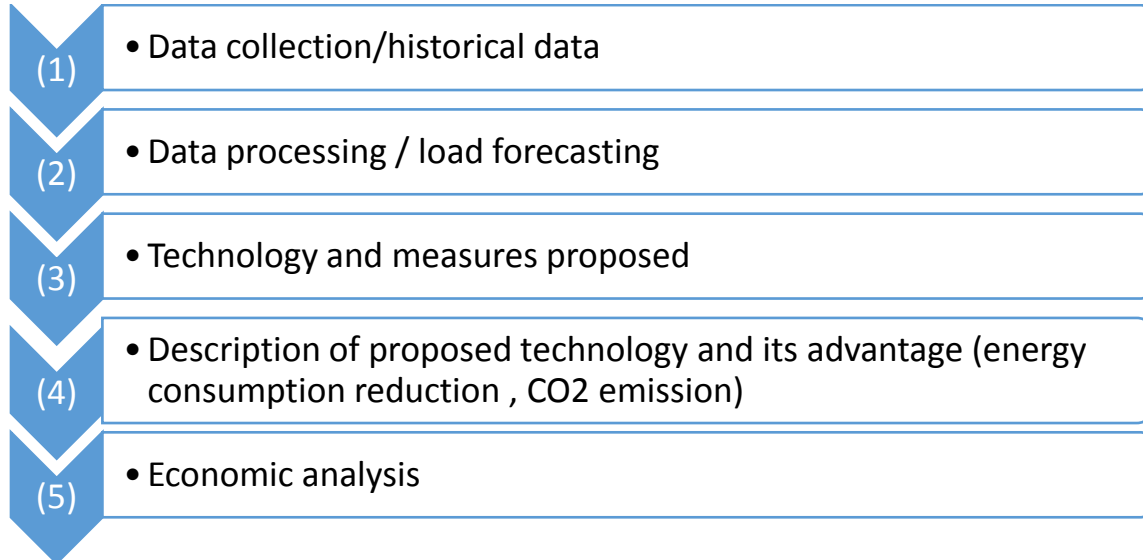 (1)
• Data collection/historical data
(2)
• Data processing / load forecasting
(3)
• Technology and measures proposed
(4)
• Description of proposed technology and its advantage (energy
consumption reduction , CO2 emission)
(5)
• Economic analysis